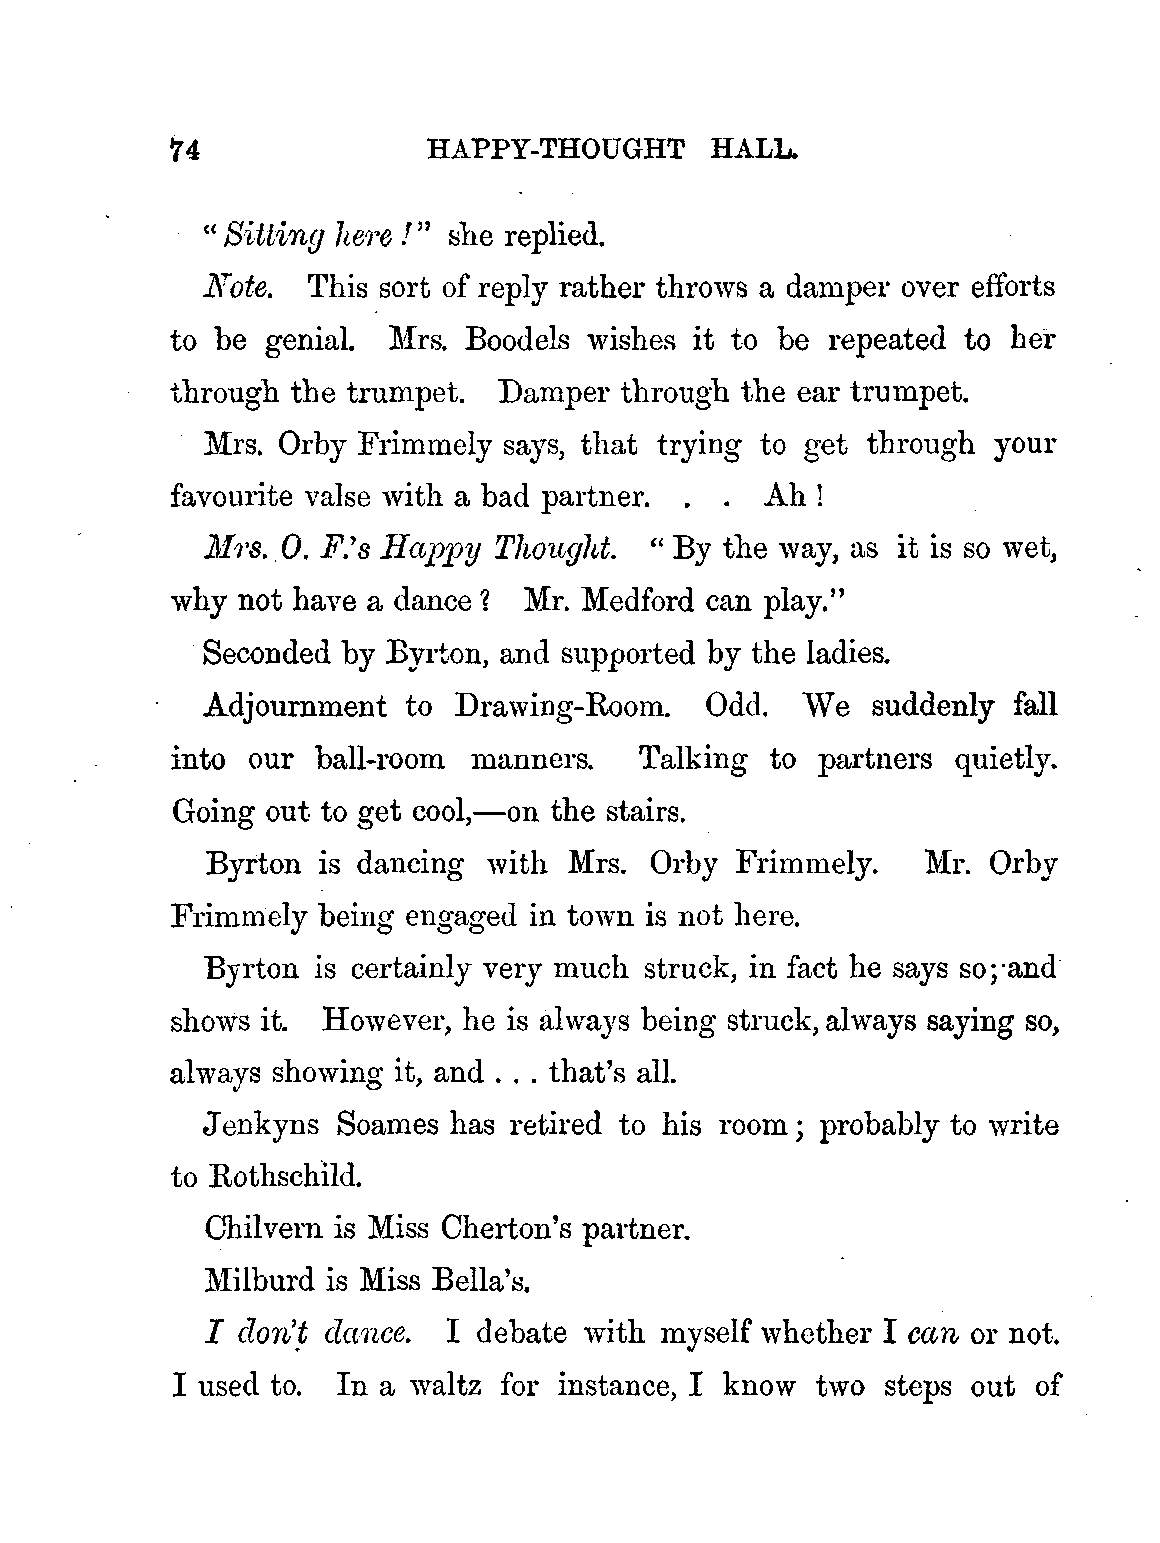 74 HAPPY-THOUGHT HALL.
"Sitting here!" she replied.
Note. This sort of reply rather throws a damper over efforts
to be genial. Mrs. Boodels wishes it to be repeated to her
through the trumpet. Damper through the ear trumpet.
Mrs. Orby Frimmely says, that trying to get through your
favourite valse with a bad partner. . . Ah!
Mrs. O. F.'s Happy Thought. "By the way, as it is so wet,
why not have a dance? Mr. Medford can play."
Seconded by Byrton, and supported by the ladies.
Adjournment to Drawing-Room. Odd. We suddenly fall
into our ball-room manners. Talking to partners quietly.
Going out to get cool,—on the stairs.
Byrton is dancing with Mrs. Orby Frimmely. Mr. Orby
Frimmely being engaged in town is not here.
Byrton is certainly very much struck, in fact he says so; and
shows it. However, he is always being struck, always saying so,
always showing it, and . . . that's all.
Jenkyns Soames has retired to his room; probably to write
to Rothschild.
Chilvern is Miss Cherton's partner.
Milburd is Miss Bella's.
I don't dance. I debate with myself whether I can or not.
I used to. In a waltz for instance, I know two steps out of